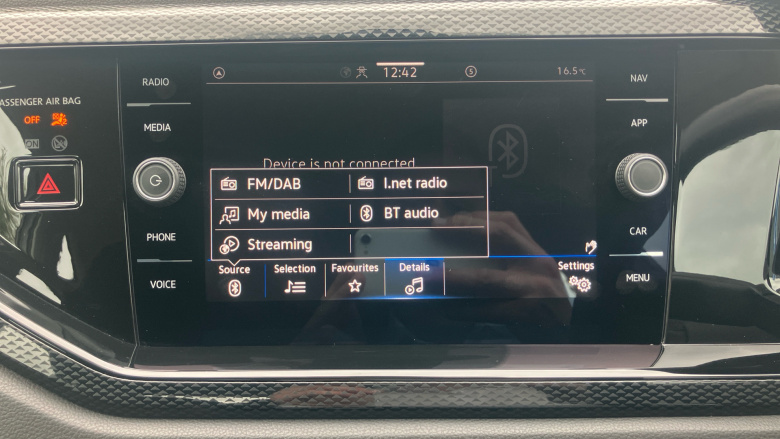 RADIO
MEDIA
PHONE
VOICE
ASSENGER AIR BAG
OFF
ON
12:42
5
16.5°C
Device is not connected
FM/DAB
I.net radio
My media
BT audio
Streaming
Source
Selection
Favourites
Details
Settings
NAV
APP
CAR
MENU